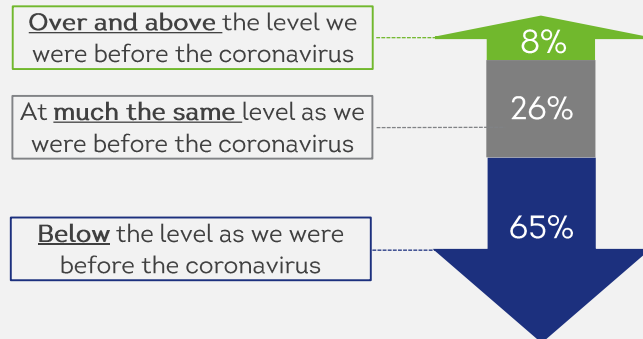 Over and above the level we
were before the coronavirus
8%
At much the same level as we
were before the coronavirus
26%
Below the level as we were
before the coronavirus
65%